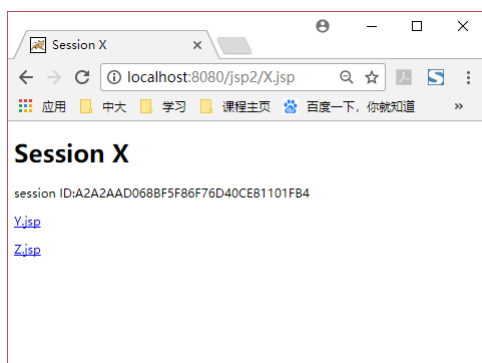 Session X
localhost:8080/jsp2/X.jsp
应用 中大 学习 课程主页 百度一下，你就知道 »
Session X
session ID:A2A2AAD068BF5F86F76D40CE81101FB4
Y.jsp
Z.jsp